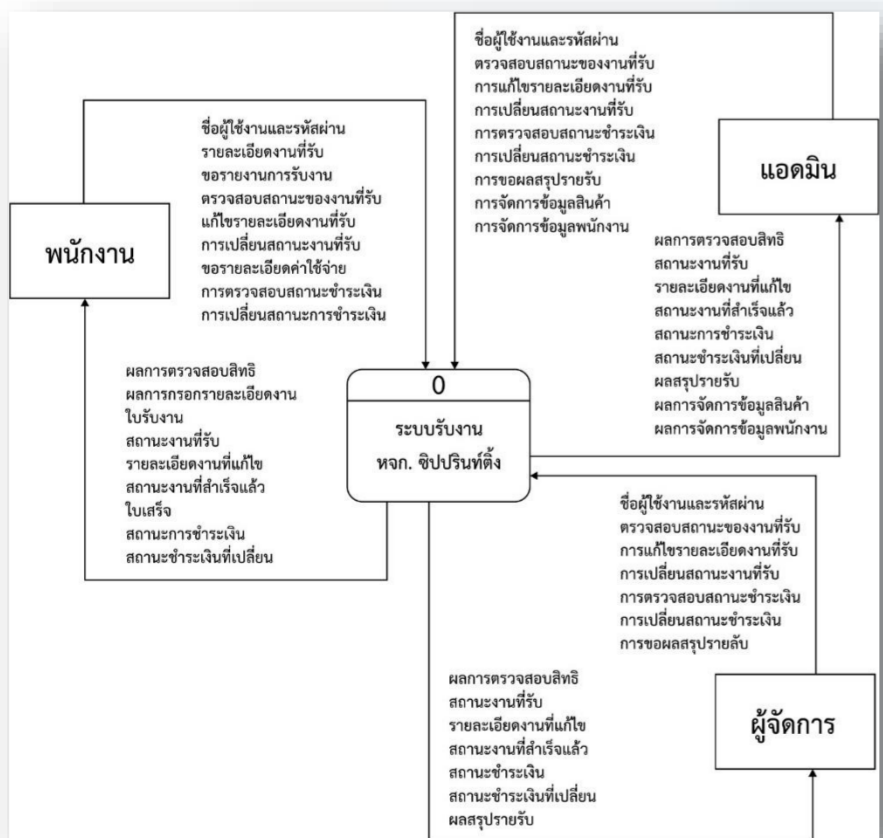 ชื่อผู้ใช้งานและรหัสผ่าน
ตรวจสอบสถานะของงานที่รับ
การแก้ไขรายละเอียดงานที่รับ
การเปลี่ยนสถานะงานที่รับ
การตรวจสอบสถานะชำระเงิน
การเปลี่ยนสถานะชำระเงิน
การขอผลสรุปรายรับ
การจัดการข้อมูลสินค้า
การจัดการข้อมูลพนักงาน
แอดมิน
ชื่อผู้ใช้งานและรหัสผ่าน
รายละเอียดงานที่รับ
ขอรายงานการรับงาน
ตรวจสอบสถานะของงานที่รับ
แก้ไขรายละเอียดงานที่รับ
การเปลี่ยนสถานะงานที่รับ
ขอรายละเอียดค่าใช้จ่าย
การตรวจสอบสถานะชำระเงิน
การเปลี่ยนสถานะการชำระเงิน
พนักงาน
ผลการตรวจสอบสิทธิ
สถานะงานที่รับ
รายละเอียดงานที่แก้ไข
สถานะงานที่สำเร็จแล้ว
สถานะการชำระเงิน
สถานะชำระเงินที่เปลี่ยน
ผลสรุปรายรับ
ผลการจัดการข้อมูลสินค้า
ผลการจัดการข้อมูลพนักงาน
ผลการตรวจสอบสิทธิ
ผลการกรอกรายละเอียดงาน
ใบรับงาน
สถานะงานที่รับ
รายละเอียดงานที่แก้ไข
สถานะงานที่สำเร็จแล้ว
ใบเสร็จ
สถานะการชำระเงิน
สถานะชำระเงินที่เปลี่ยน
0
ระบบรับงาน
หจก. ซิปปรินท์ติ้ง
ชื่อผู้ใช้งานและรหัสผ่าน
ตรวจสอบสถานะของงานที่รับ
การแก้ไขรายละเอียดงานที่รับ
การเปลี่ยนสถานะงานที่รับ
การตรวจสอบสถานะชำระเงิน
การเปลี่ยนสถานะชำระเงิน
การขอผลสรุปรายลับ
ผลการตรวจสอบสิทธิ
สถานะงานที่รับ
รายละเอียดงานที่แก้ไข
สถานะงานที่สำเร็จแล้ว
สถานะชำระเงิน
สถานะชำระเงินที่เปลี่ยน
ผลสรุปรายรับ
ผู้จัดการ